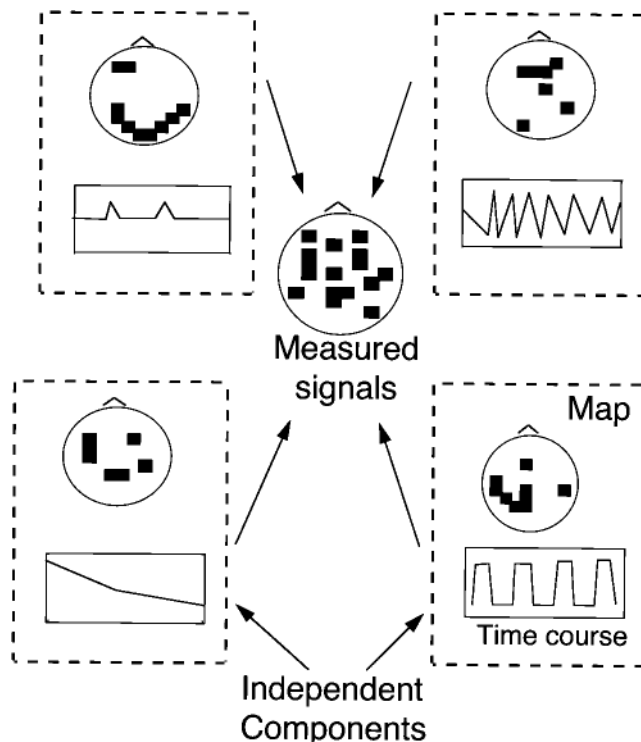 Measured
signals
Map
Time course
Independent
Components